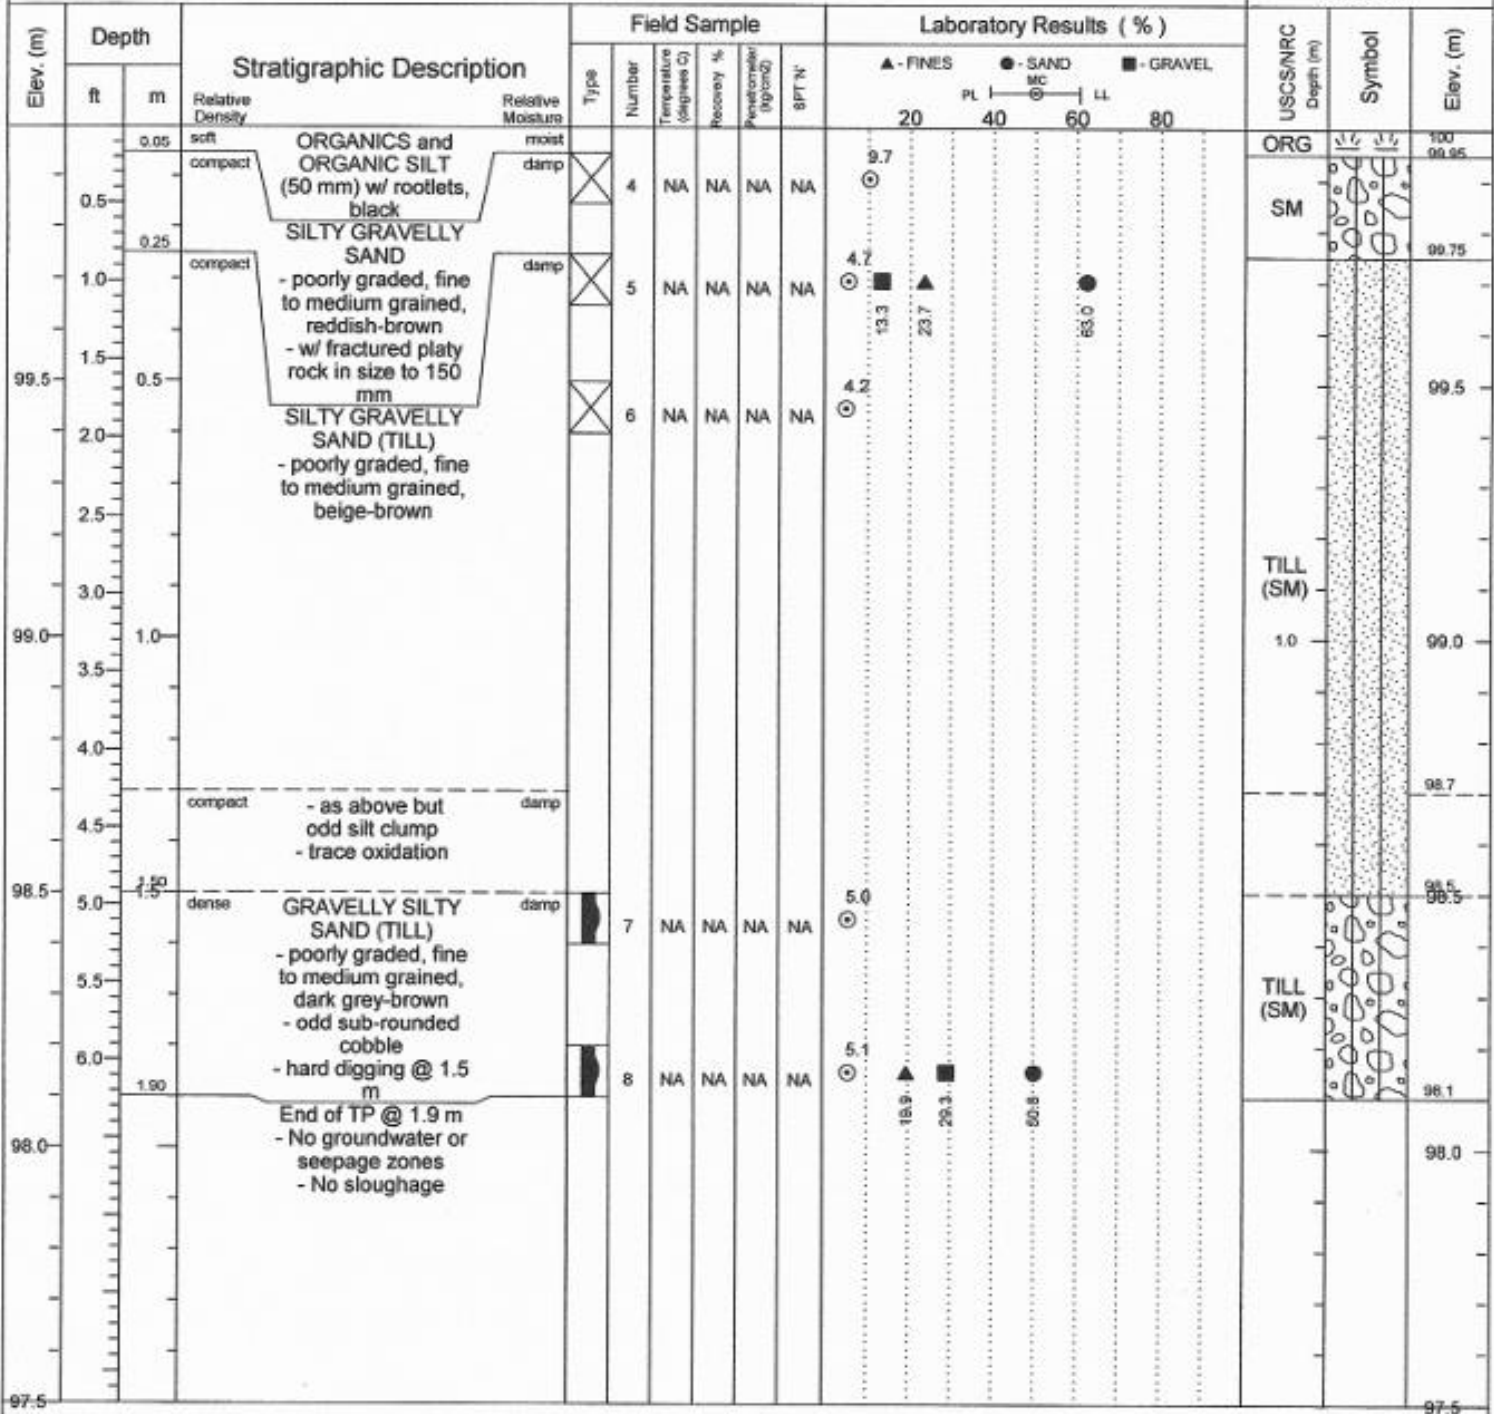 Elev. (m)
Depth
ft
m
Stratigraphic Description
Relative Density
Relative Moisture
Field Sample
Type
Number
Temperature (degrees C)
Recovery %
Penetrometer (kg/cm2)
SPT 'N'
Laboratory Results ( % )
▲ - FINES ● - SAND ■ - GRAVEL
MC
PL LL
20 40 60 80
USCS/NRC
Depth (m)
Symbol
Elev. (m)
0.05 soft ORGANICS and moist
compact ORGANIC SILT damp
(50 mm) w/ rootlets,
black
4 NA NA NA NA
9.7
ORG
100
99.95
SM
0.5
SILTY GRAVELLY
0.25 SAND
99.75
compact damp
- poorly graded, fine
to medium grained,
reddish-brown
- w/ fractured platy
rock in size to 150
mm
1.0
5 NA NA NA NA
4.7
13.3 23.7 63.0
1.5
99.5 0.5
99.5
SILTY GRAVELLY
SAND (TILL)
- poorly graded, fine
to medium grained,
beige-brown
6 NA NA NA NA
4.2
2.0
2.5
TILL
(SM)
3.0
99.0 1.0
1.0 99.0
3.5
4.0
98.7
compact - as above but damp
odd silt clump
- trace oxidation
4.5
98.5 1.50
98.5
98.5
5.0
dense GRAVELLY SILTY damp
SAND (TILL)
- poorly graded, fine
to medium grained,
dark grey-brown
- odd sub-rounded
cobble
- hard digging @ 1.5
m
7 NA NA NA NA
5.0
5.5
TILL
(SM)
6.0
8 NA NA NA NA
5.1
29.3 50.8
1.90
98.1
End of TP @ 1.9 m
- No groundwater or
seepage zones
- No sloughage
98.0
98.0
97.5
97.5